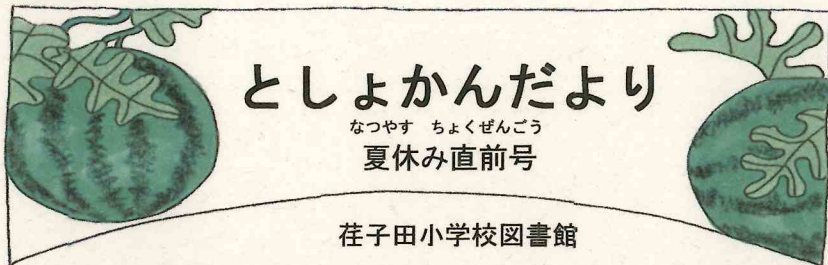 としょかんだより
なつやす ちょくぜんごう
夏休み直前号
荏子田小学校図書館